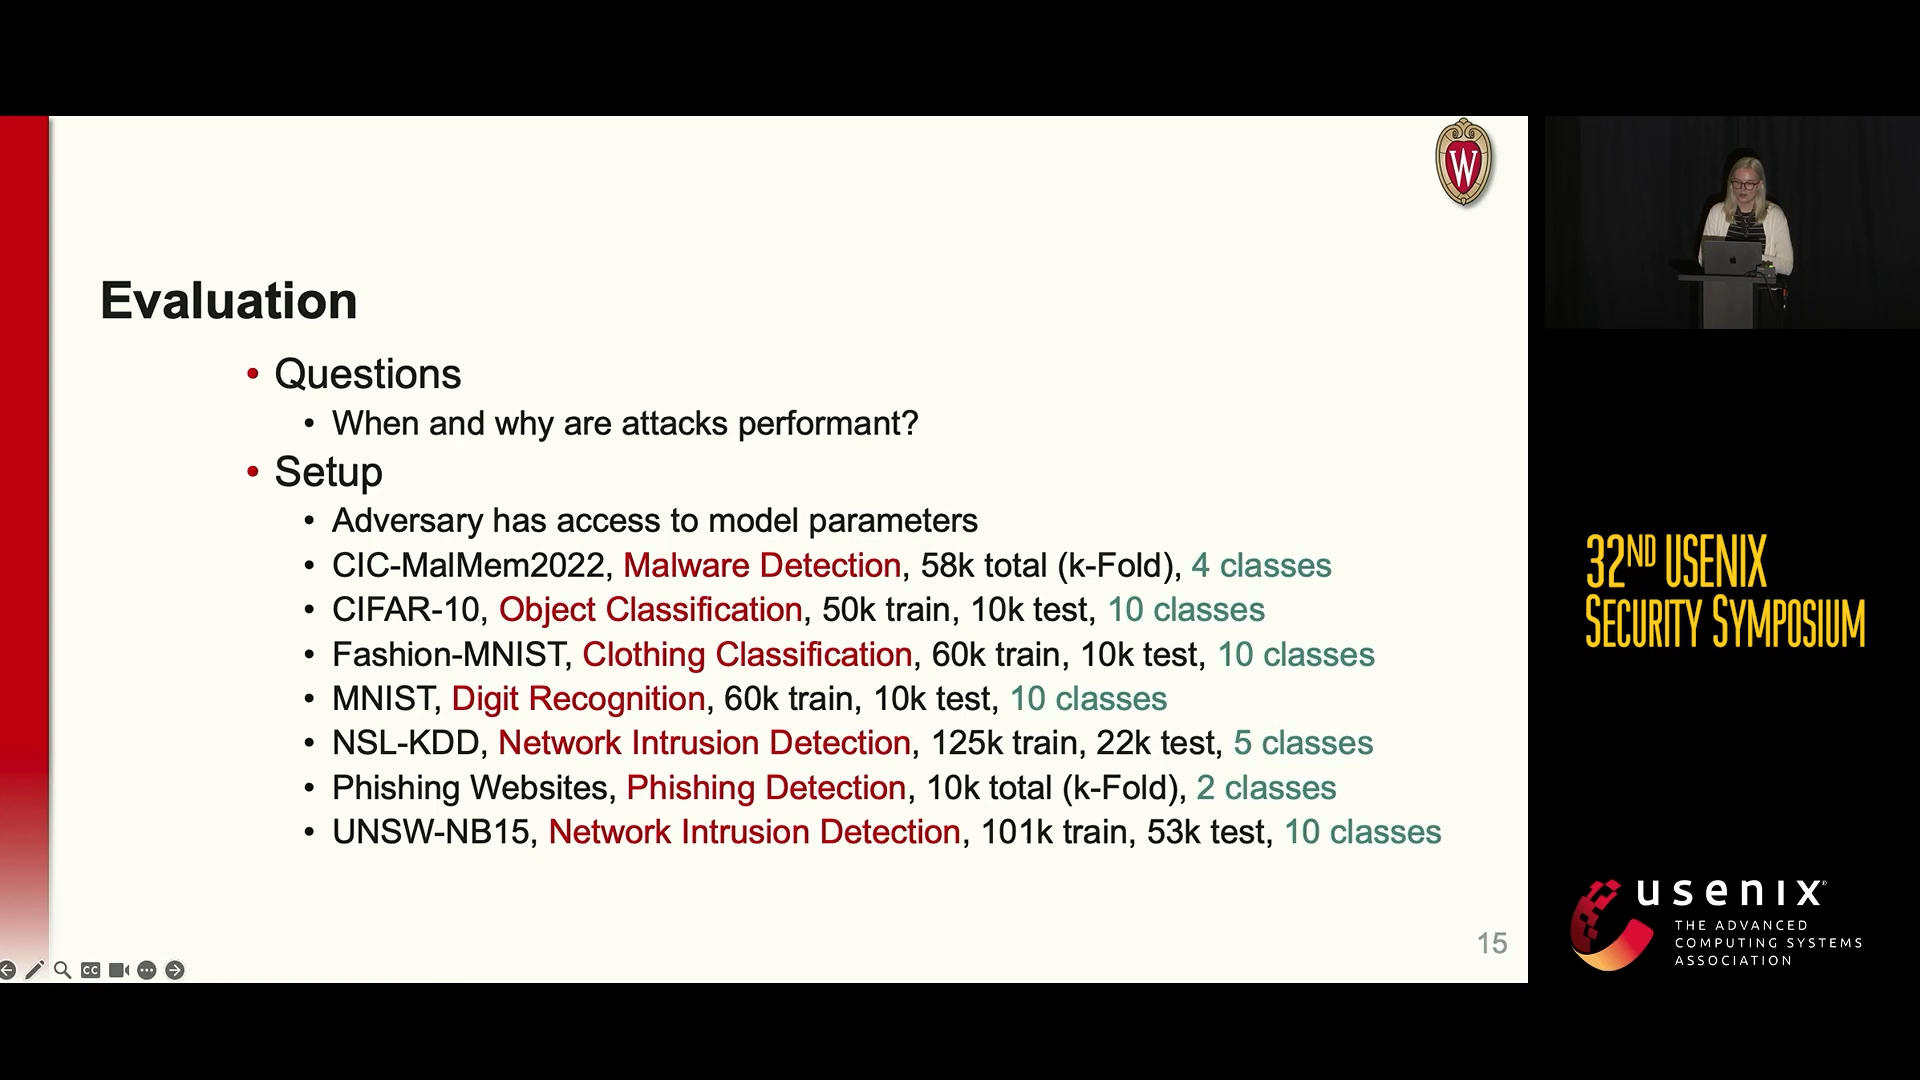 W
Evaluation
• Questions
• When and why are attacks performant?
• Setup
• Adversary has access to model parameters
• CIC-MalMem2022, Malware Detection, 58k total (k-Fold), 4 classes
• CIFAR-10, Object Classification, 50k train, 10k test, 10 classes
• Fashion-MNIST, Clothing Classification, 60k train, 10k test, 10 classes
• MNIST, Digit Recognition, 60k train, 10k test, 10 classes
• NSL-KDD, Network Intrusion Detection, 125k train, 22k test, 5 classes
• Phishing Websites, Phishing Detection, 10k total (k-Fold), 2 classes
• UNSW-NB15, Network Intrusion Detection, 101k train, 53k test, 10 classes
15
CC
32ND USENIX
SECURITY SYMPOSIUM
usenix®
THE ADVANCED
COMPUTING SYSTEMS
ASSOCIATION